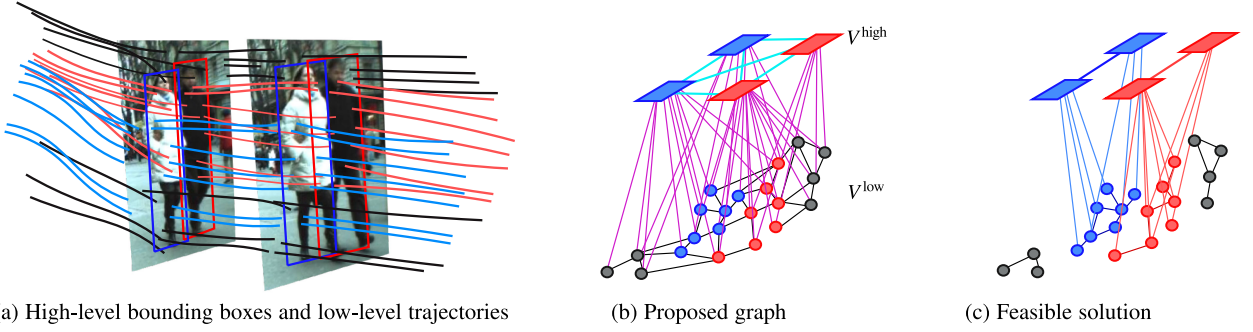 V^high
V^low
a) High-level bounding boxes and low-level trajectories
(b) Proposed graph
(c) Feasible solution